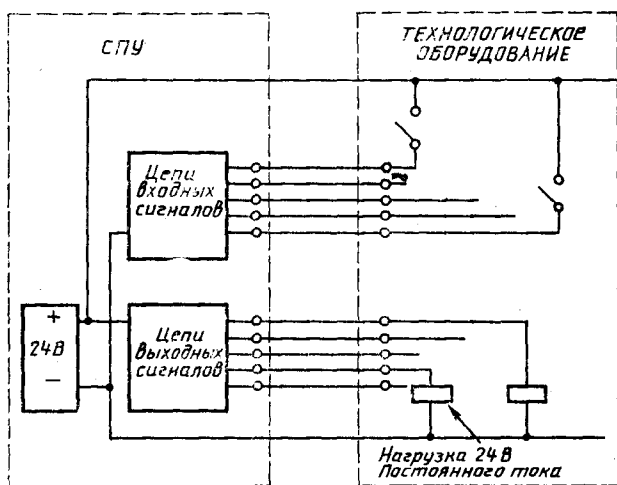 СПУ
ТЕХНОЛОГИЧЕСКОЕ
ОБОРУДОВАНИЕ
Цепи
входных
сигналов
+
24В
—
Цепи
выходных
сигналов
Нагрузка 24В
Постоянного тока